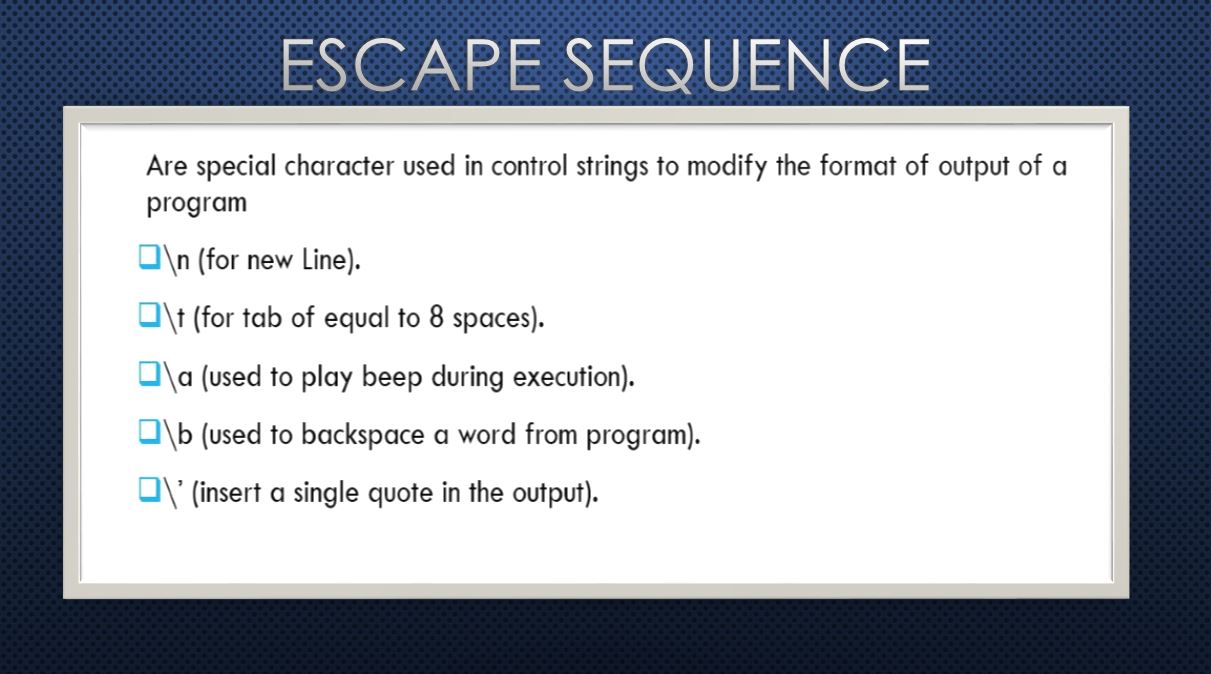 ESCAPE SEQUENCE
Are special character used in control strings to modify the format of output of a
program
\n (for new Line).
\t (for tab of equal to 8 spaces).
\a (used to play beep during execution).
\b (used to backspace a word from program).
\’ (insert a single quote in the output).